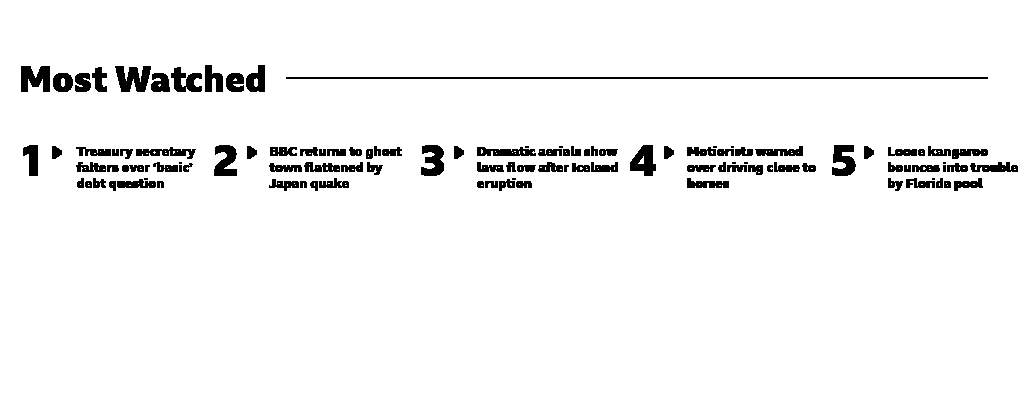 Most Watched
1
Treasury secretary
falters over 'basic'
debt question
2
BBC returns to ghost
town flattened by
Japan quake
3
Dramatic aerials show
lava flow after Iceland
eruption
4
Motorists warned
over driving close to
horses
5
Loose kangaroo
bounces into trouble
by Florida pool